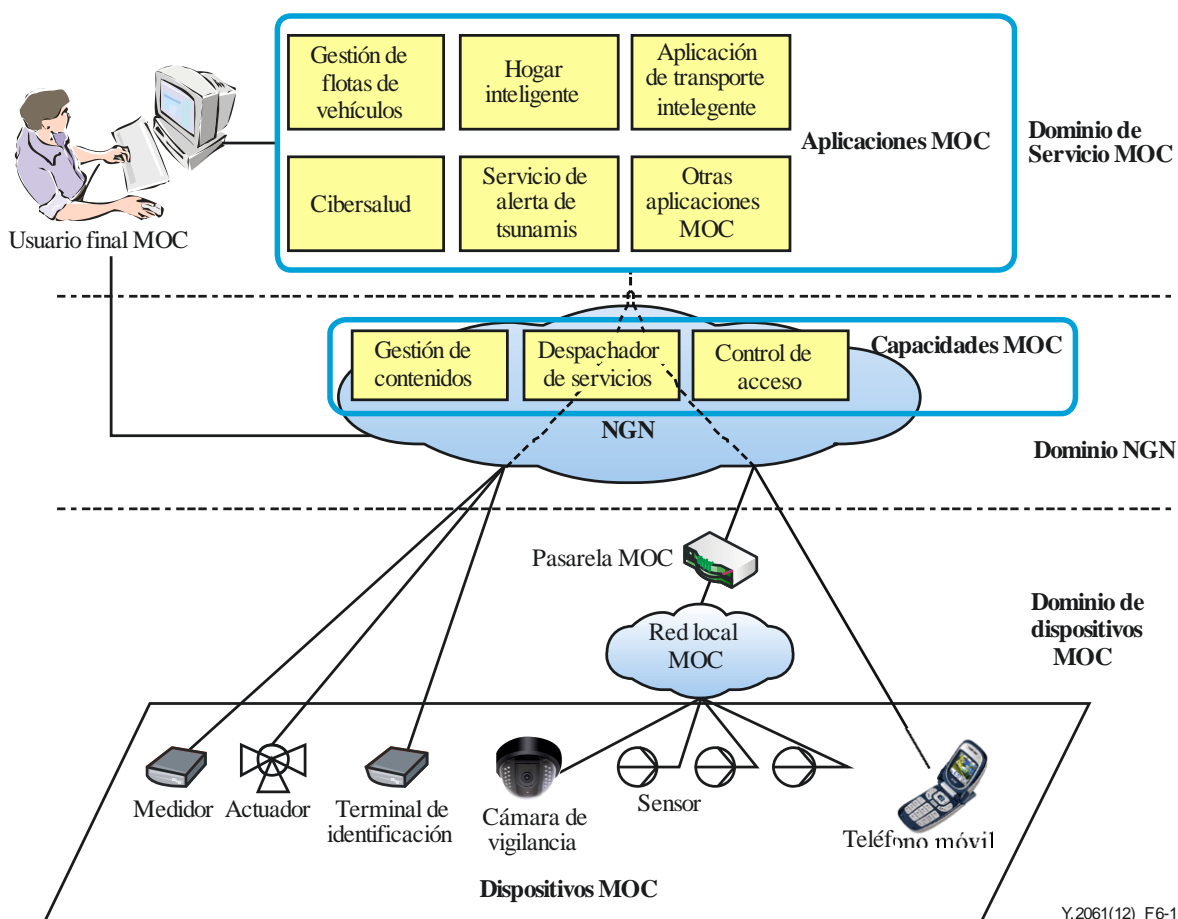 Gestión de
flotas de
vehículos
Hogar
inteligente
Aplicación
de transporte
intelegente
Aplicaciones MOC
Dominio de
Servicio MOC
Cibersalud
Servicio de
alerta de
tsunamis
Otras
aplicaciones
MOC
Usuario final MOC
Gestión de
contenidos
Despachador
de servicios
Control de
acceso
Capacidades MOC
NGN
Dominio NGN
Pasarela MOC
Red local
MOC
Dominio de
dispositivos
MOC
Medidor
Actuador
Terminal de
identificación
Cámara de
vigilancia
Sensor
Teléfono móvil
Dispositivos MOC
Y.2061(12)_F6-1